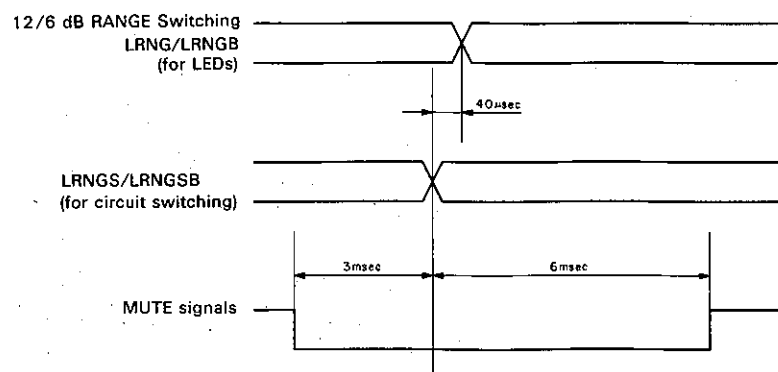 12/6 dB RANGE Switching
LRNG/LRNGB
(for LEDs)
40μsec
LRNGS/LRNGSB
(for circuit switching)
3msec
6msec
MUTE signals